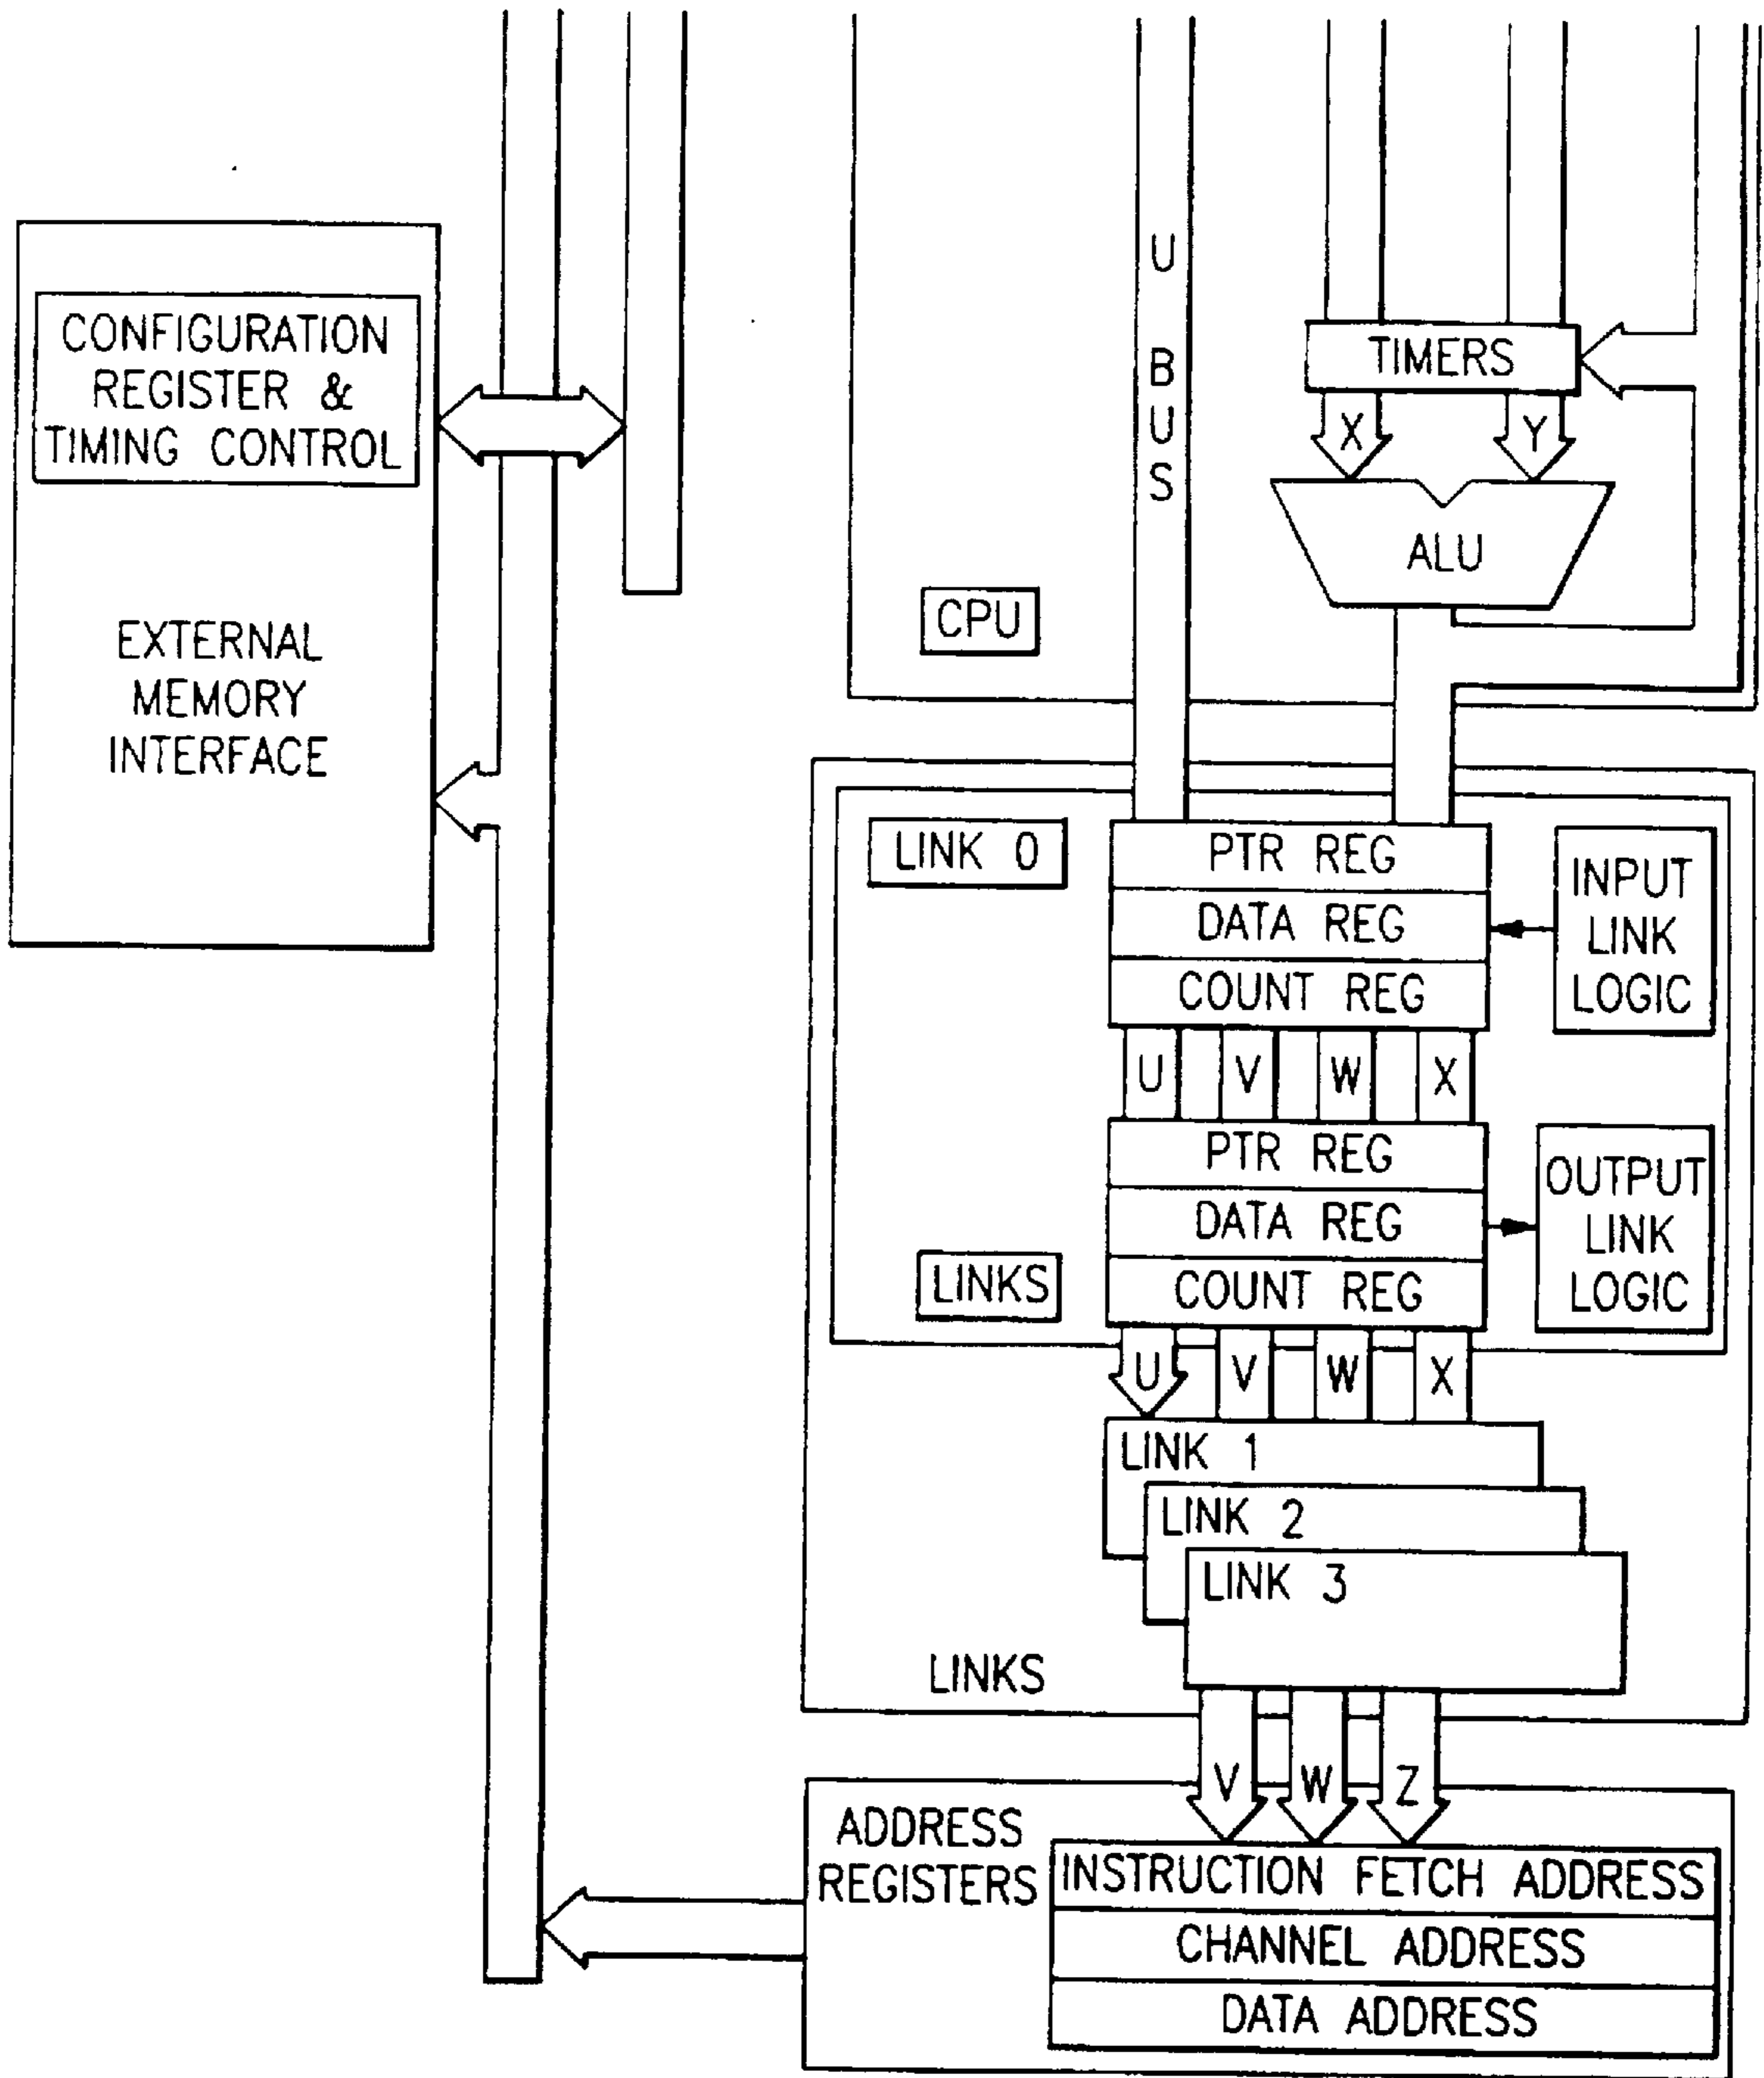 CONFIGURATION
REGISTER &
TIMING CONTROL
EXTERNAL
MEMORY
INTERFACE
U BUS
TIMERS
X
Y
ALU
CPU
LINK 0
PTR REG
DATA REG
COUNT REG
INPUT
LINK
LOGIC
U V W X
PTR REG
DATA REG
COUNT REG
OUTPUT
LINK
LOGIC
LINKS
U V W X
LINK 1
LINK 2
LINK 3
LINKS
V W Z
ADDRESS
REGISTERS
INSTRUCTION FETCH ADDRESS
CHANNEL ADDRESS
DATA ADDRESS